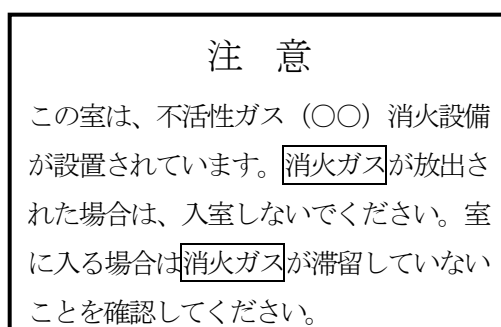 注　意
この室は、不活性ガス（○○）消火設備
が設置されています。消火ガスが放出さ
れた場合は、入室しないでください。室
に入る場合は消火ガスが滞留していない
ことを確認してください。